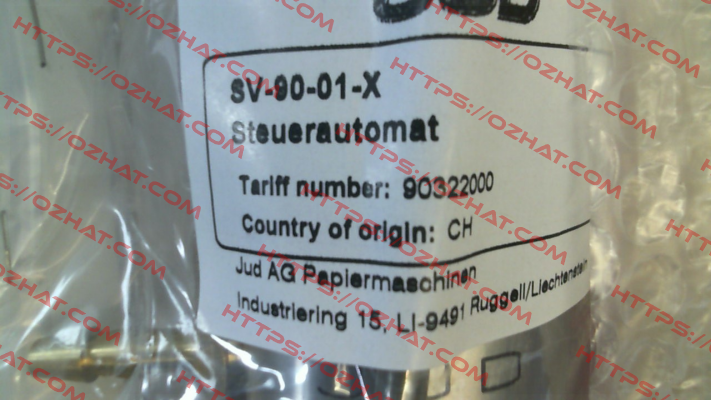 SV-90-01-X
Steuerautomat
Tariff number: 90322000
Country of origin: CH
Jud AG Papiermaschinen
Industriering 15, LI-9491 Ruggell/Liechtenstein
HTTPS://OZHAT.COM